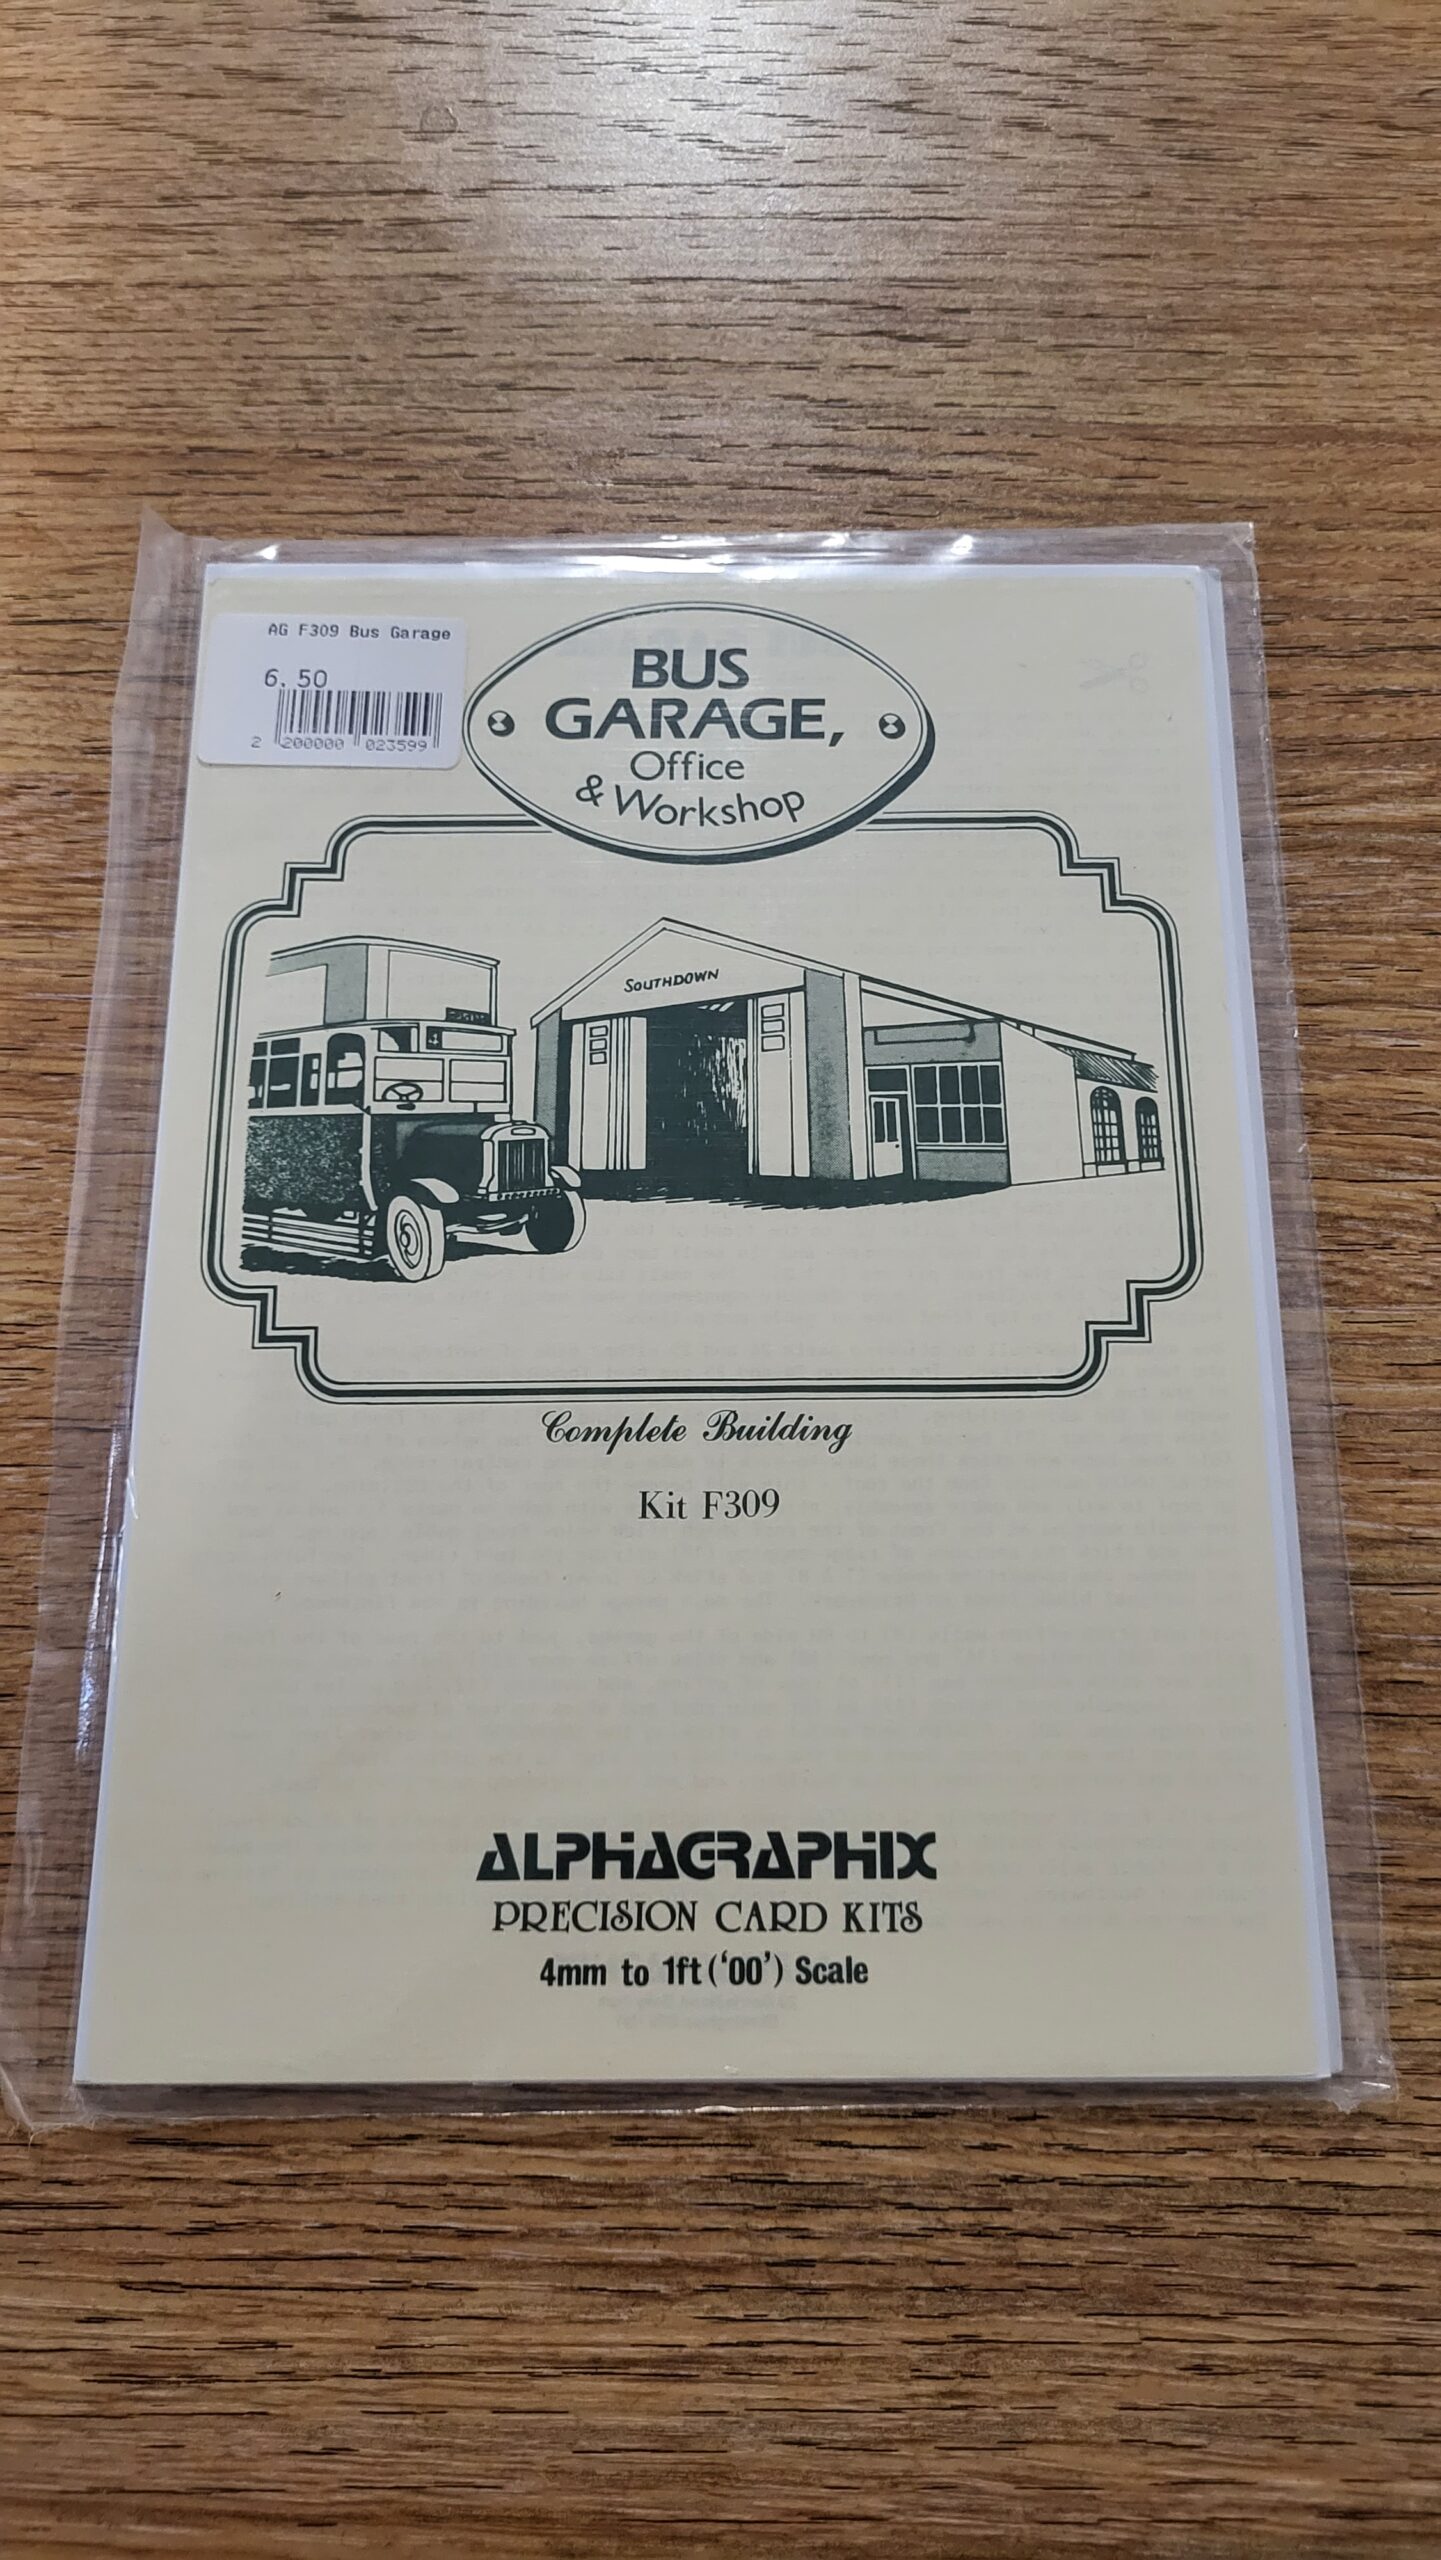 AG F309 Bus Garage
6.50
2 200000 023599
BUS
GARAGE,
Office
& Workshop
SOUTHDOWN
4
Complete Building
Kit F309
ALPHAGRAPHIX
PRECISION CARD KITS
4mm to 1ft ('00') Scale